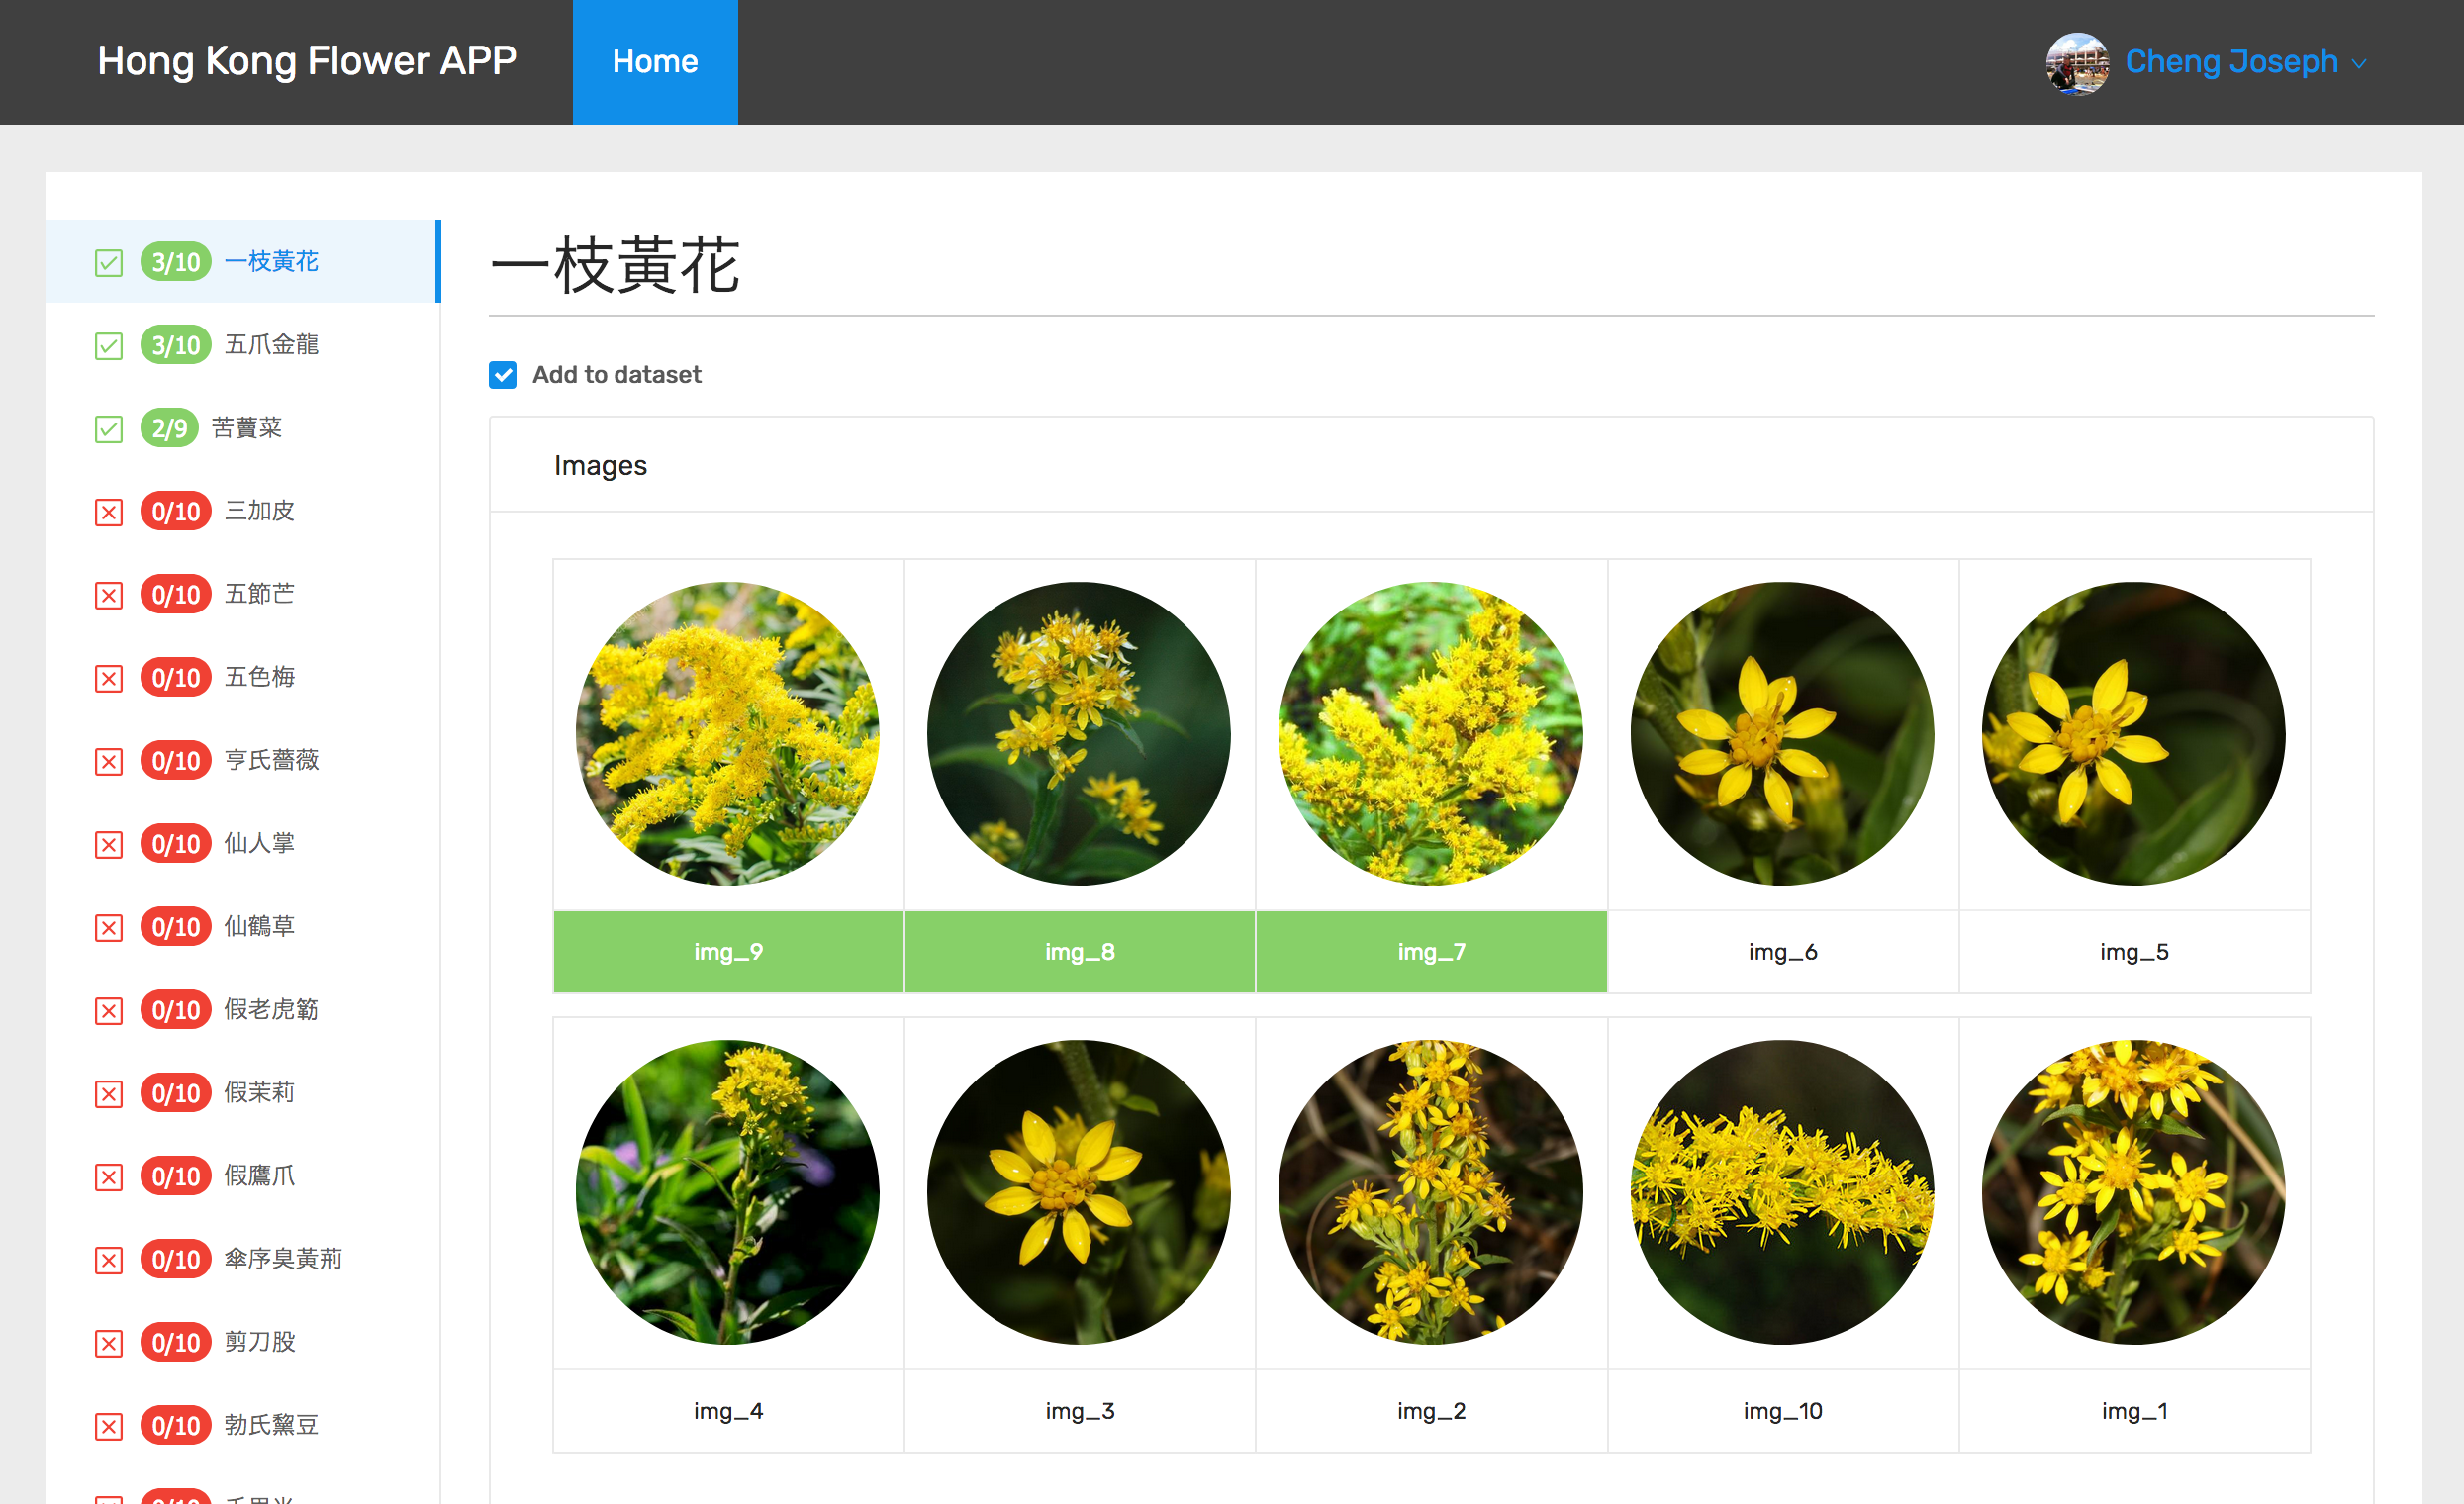 Hong Kong Flower APP
Home
Cheng Joseph
3/10 一枝黃花
3/10 五爪金龍
2/9 苦蕒菜
0/10 三加皮
0/10 五節芒
0/10 五色梅
0/10 亨氏薔薇
0/10 仙人掌
0/10 仙鶴草
0/10 假老虎簕
0/10 假茉莉
0/10 假鷹爪
0/10 傘序臭黃荊
0/10 剪刀股
0/10 勃氏黧豆
一枝黃花
Add to dataset
Images
img_9
img_8
img_7
img_6
img_5
img_4
img_3
img_2
img_10
img_1